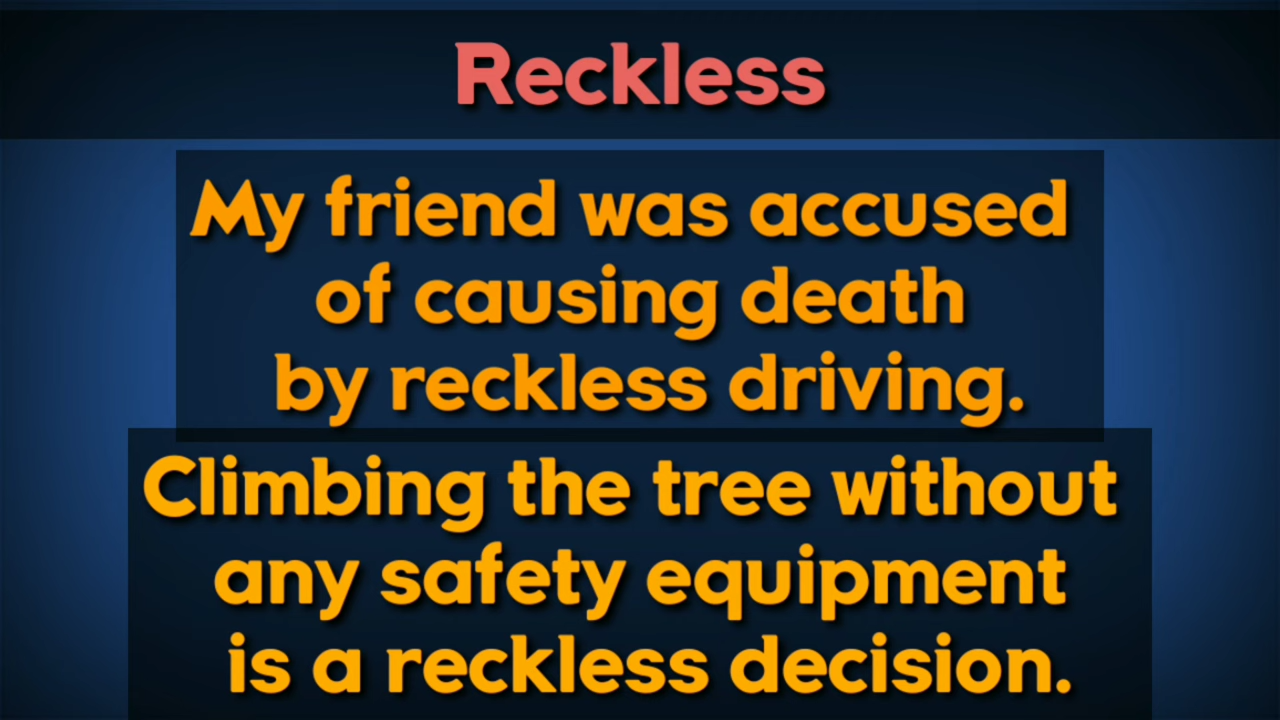 Reckless
My friend was accused
of causing death
by reckless driving.
Climbing the tree without
any safety equipment
is a reckless decision.